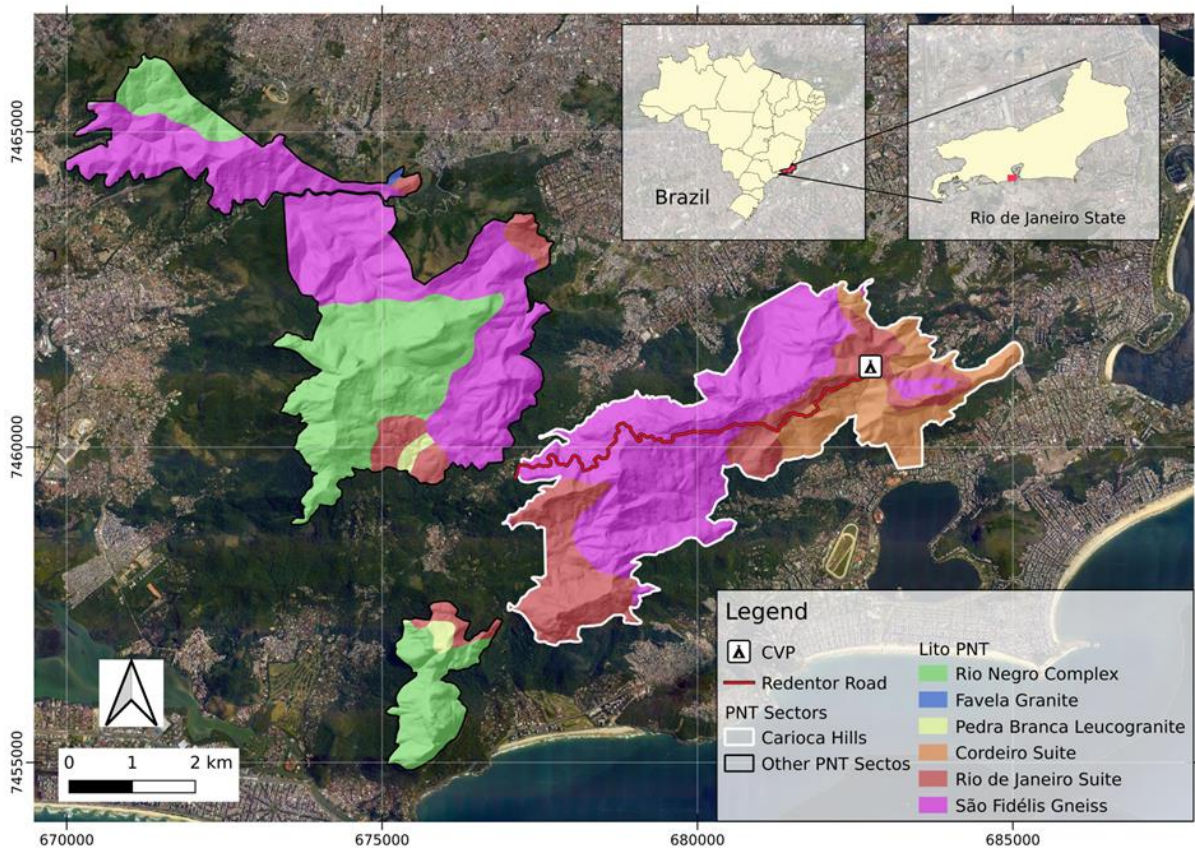 Brazil
Rio de Janeiro State
7465000
7460000
7455000
Legend
CVP
Redentor Road
PNT Sectors
Carioca Hills
Other PNT Sectos
Lito PNT
Rio Negro Complex
Favela Granite
Pedra Branca Leucogranite
Cordeiro Suite
Rio de Janeiro Suite
São Fidélis Gneiss
0 1 2 km
670000 675000 680000 685000